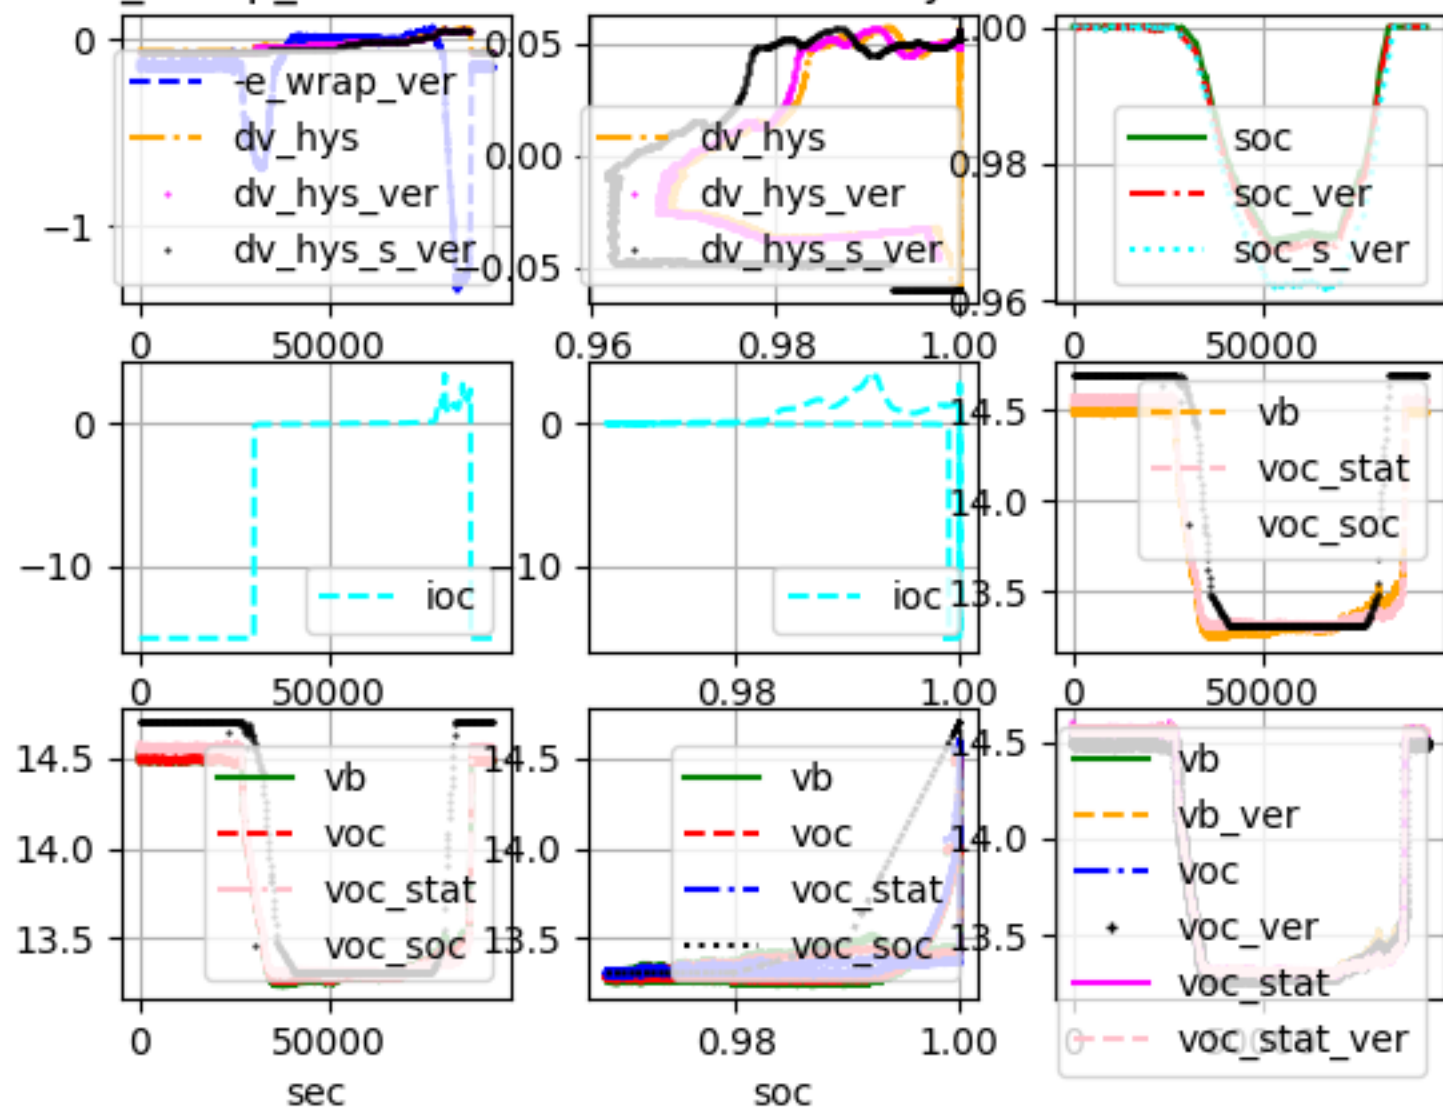 0
-e_wrap_ver
dv_hys
dv_hys_ver
dv_hys_s_ver
−1
0 50000
0.05
0.00
−0.05
dv_hys
dv_hys_ver
dv_hys_s_ver
0.96 0.98 1.00
1.00
0.98
0.96
soc
soc_ver
soc_s_ver
0 50000
0
−10
ioc
0 50000
0
−10
ioc
0.98 1.00
14.5
14.0
13.5
vb
voc_stat
voc_soc
0 50000
14.5
14.0
13.5
vb
voc
voc_stat
voc_soc
0 50000
sec
14.5
14.0
13.5
vb
voc
voc_stat
voc_soc
0.98 1.00
soc
14.5
14.0
13.5
vb
vb_ver
voc
voc_ver
voc_stat
voc_stat_ver
0 50000